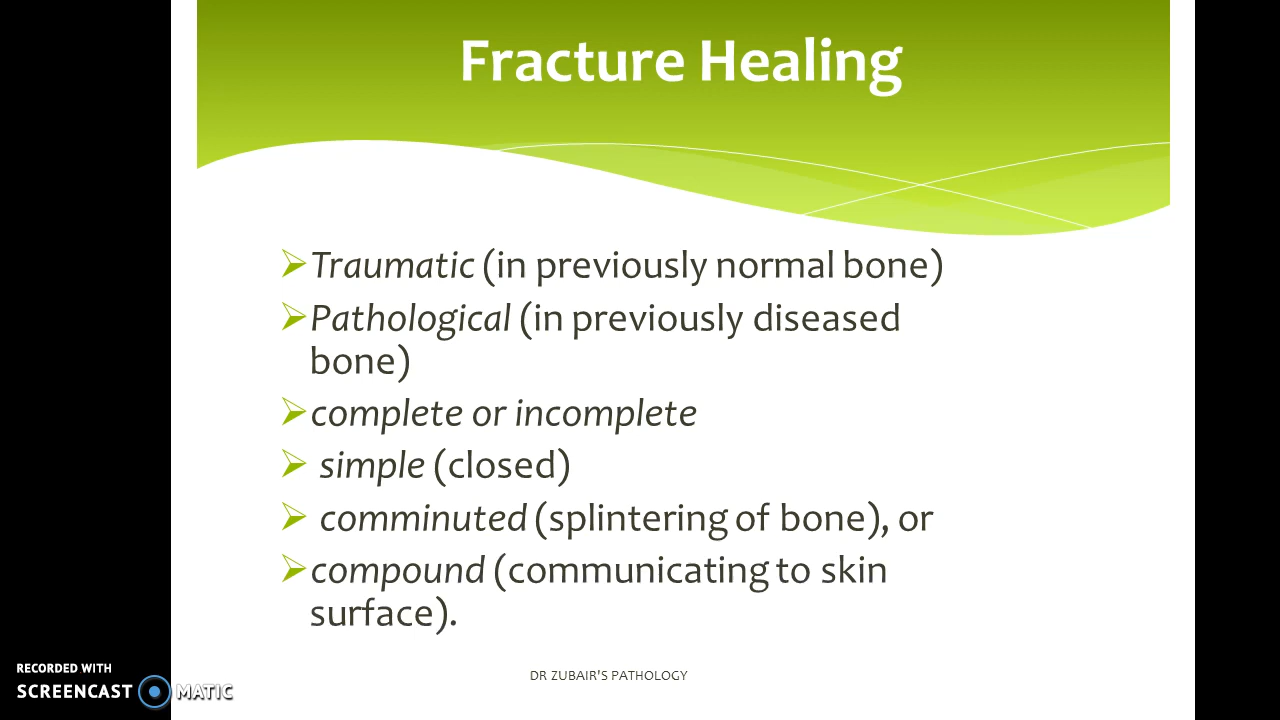 Fracture Healing
➢Traumatic (in previously normal bone)
➢Pathological (in previously diseased
bone)
➢complete or incomplete
➢ simple (closed)
➢ comminuted (splintering of bone), or
➢compound (communicating to skin
surface).
DR ZUBAIR'S PATHOLOGY
RECORDED WITH
SCREENCAST MATIC